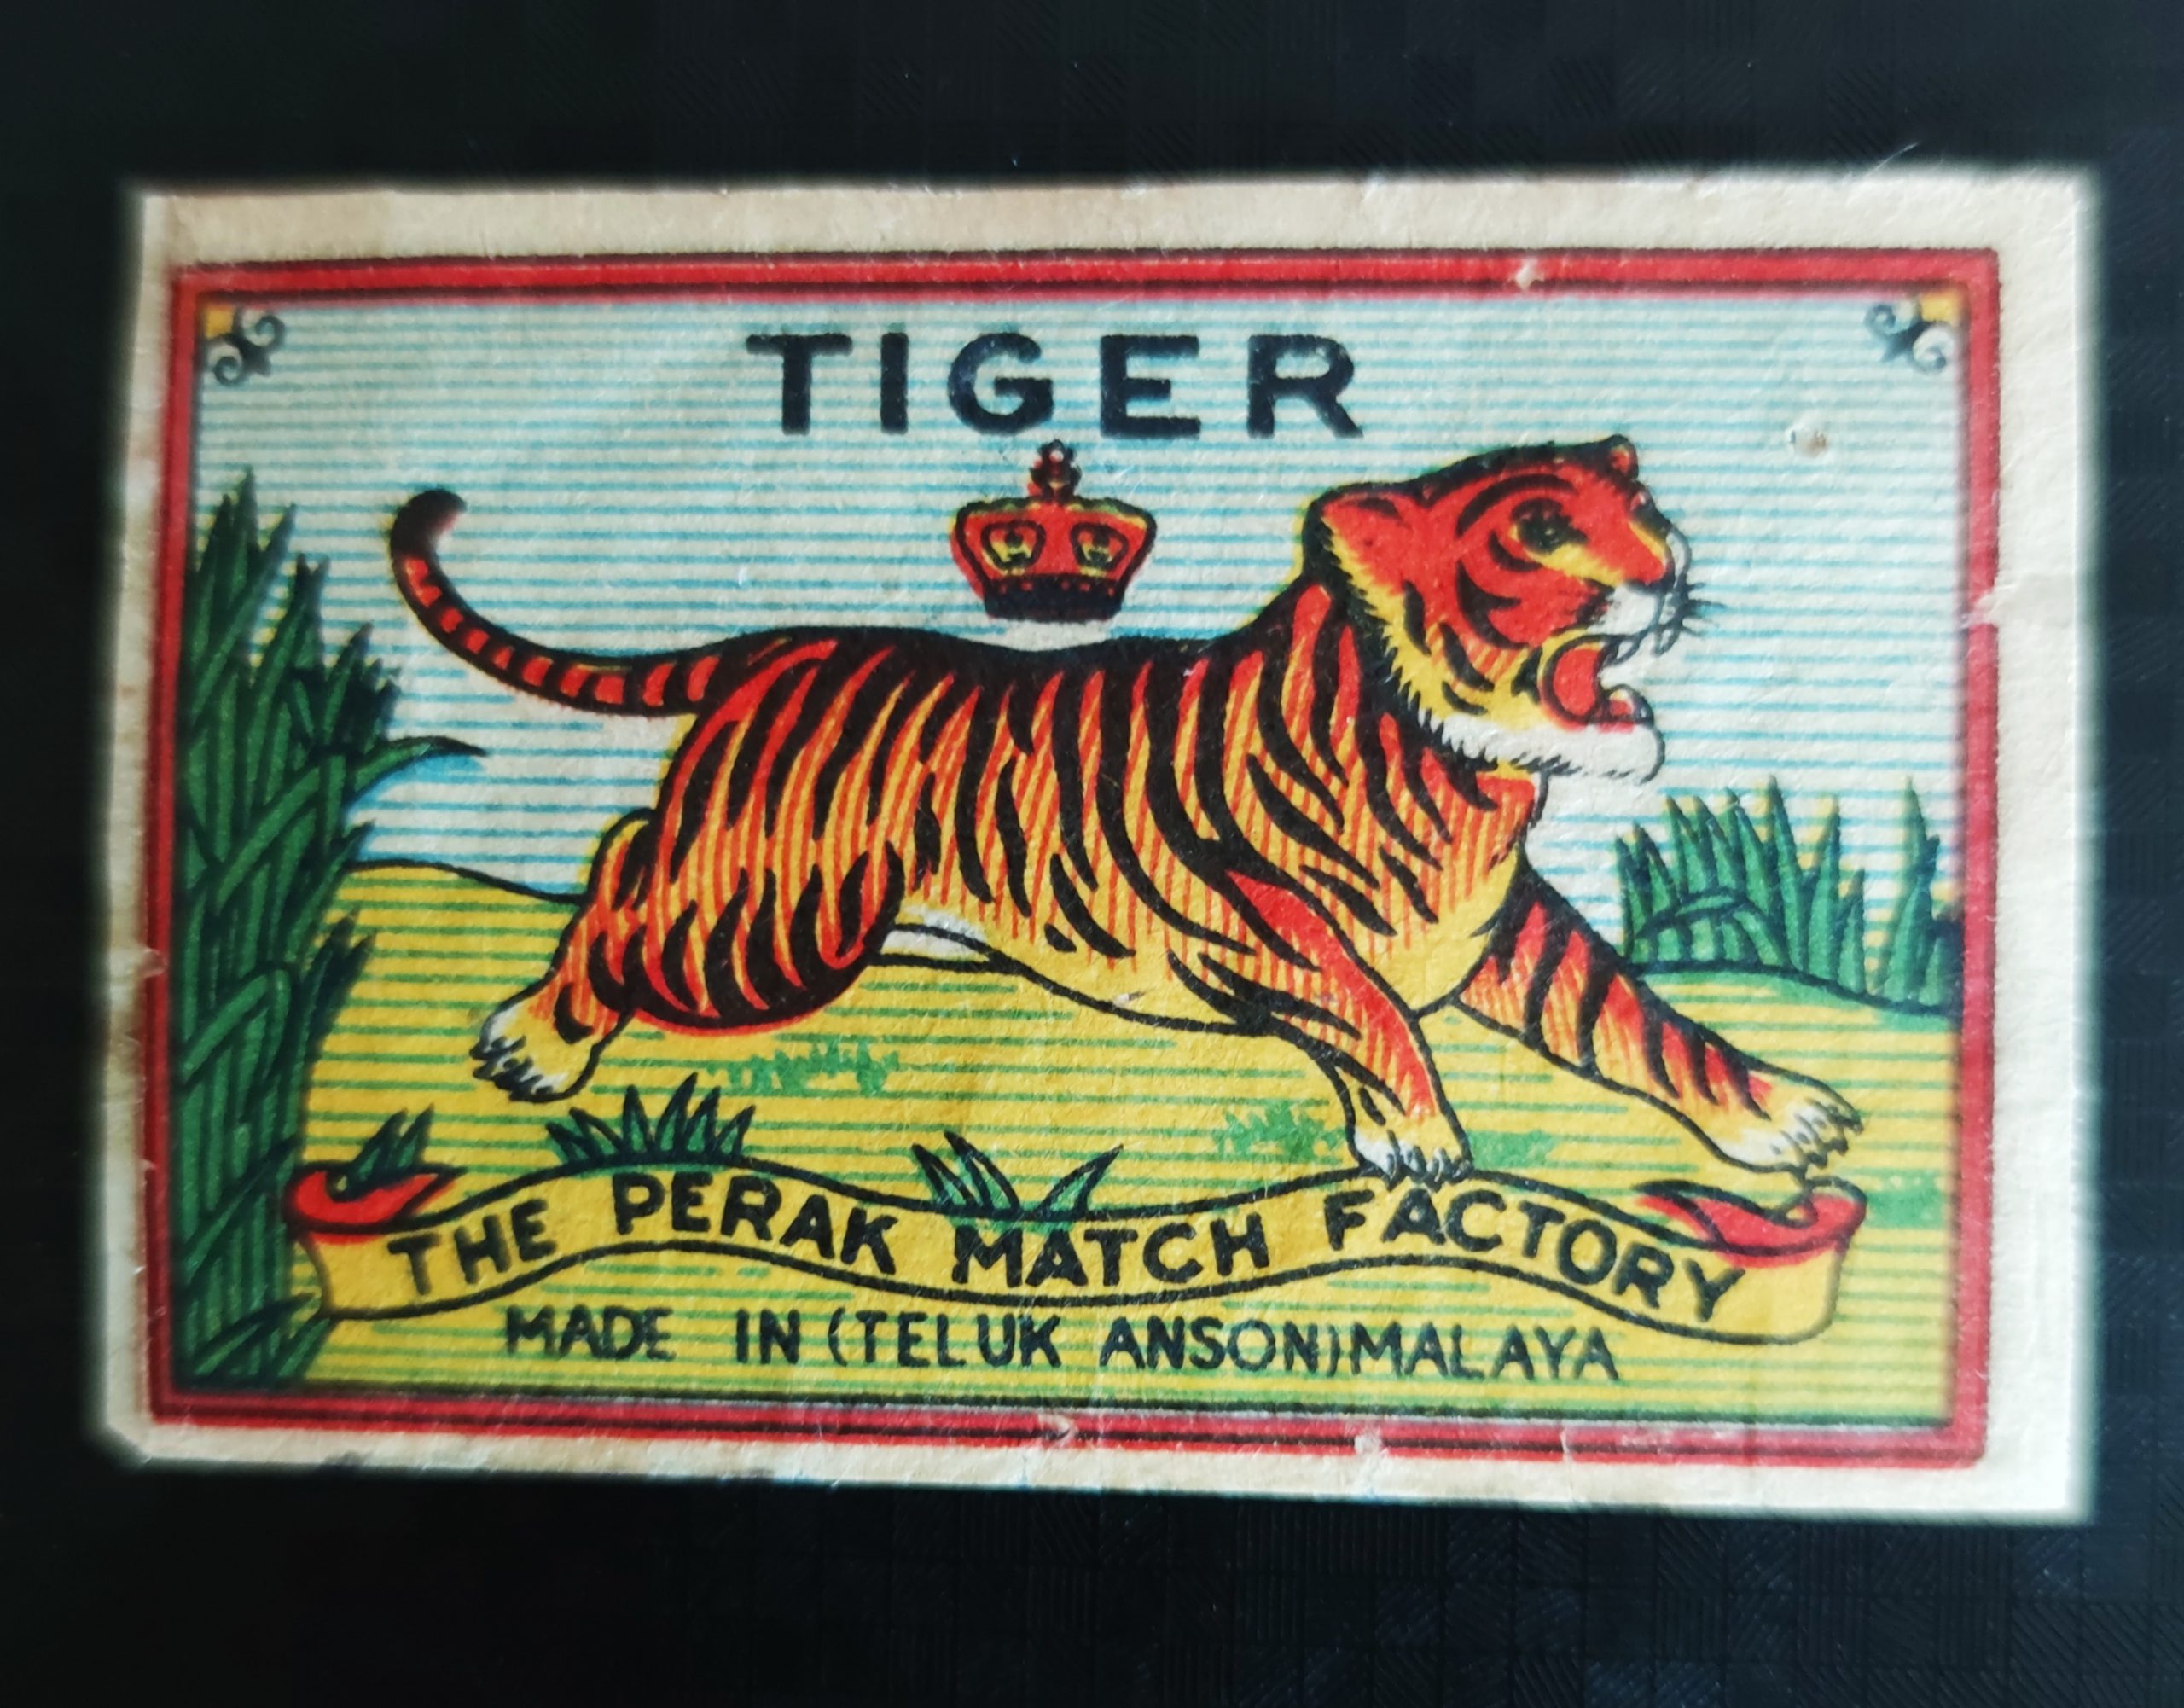 TIGER
THE PERAK MATCH FACTORY
MADE IN (TELUK ANSON) MALAYA